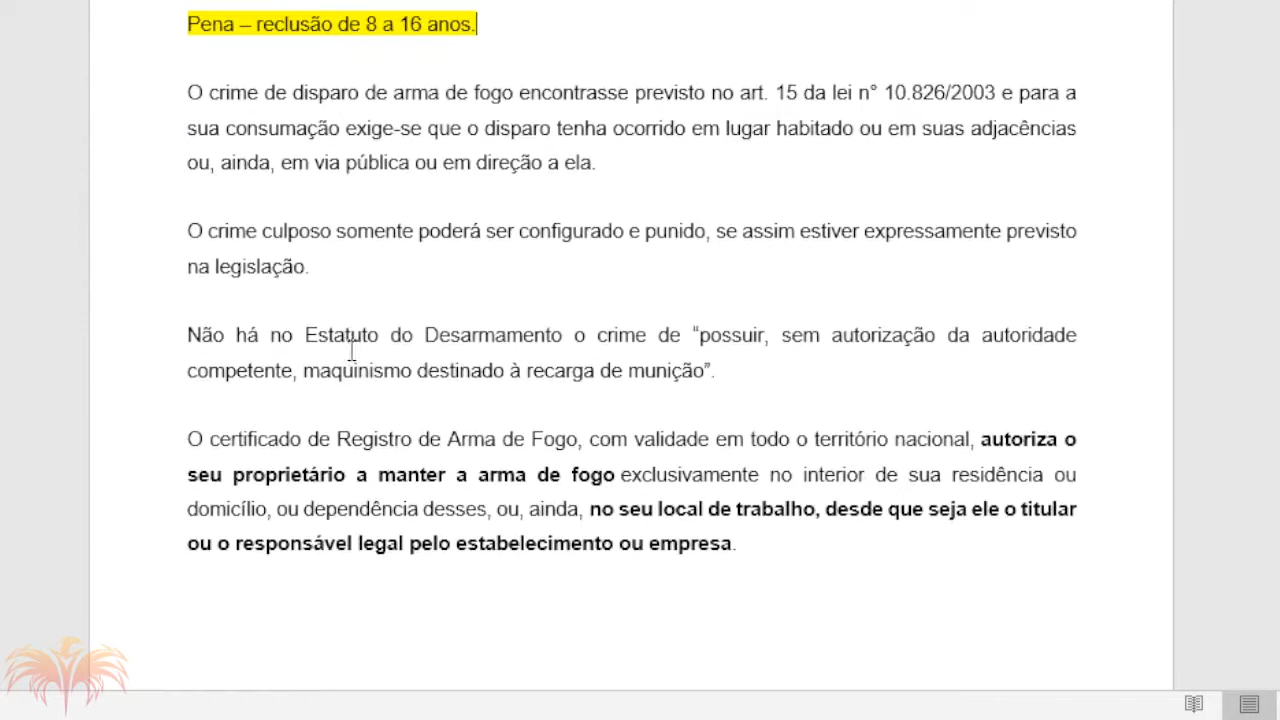 Pena – reclusão de 8 a 16 anos.
O crime de disparo de arma de fogo encontrasse previsto no art. 15 da lei n° 10.826/2003 e para a
sua consumação exige-se que o disparo tenha ocorrido em lugar habitado ou em suas adjacências
ou, ainda, em via pública ou em direção a ela.
O crime culposo somente poderá ser configurado e punido, se assim estiver expressamente previsto
na legislação.
Não há no Estatuto do Desarmamento o crime de “possuir, sem autorização da autoridade
competente, maquinismo destinado à recarga de munição”.
O certificado de Registro de Arma de Fogo, com validade em todo o território nacional, autoriza o
seu proprietário a manter a arma de fogo exclusivamente no interior de sua residência ou
domicílio, ou dependência desses, ou, ainda, no seu local de trabalho, desde que seja ele o titular
ou o responsável legal pelo estabelecimento ou empresa.